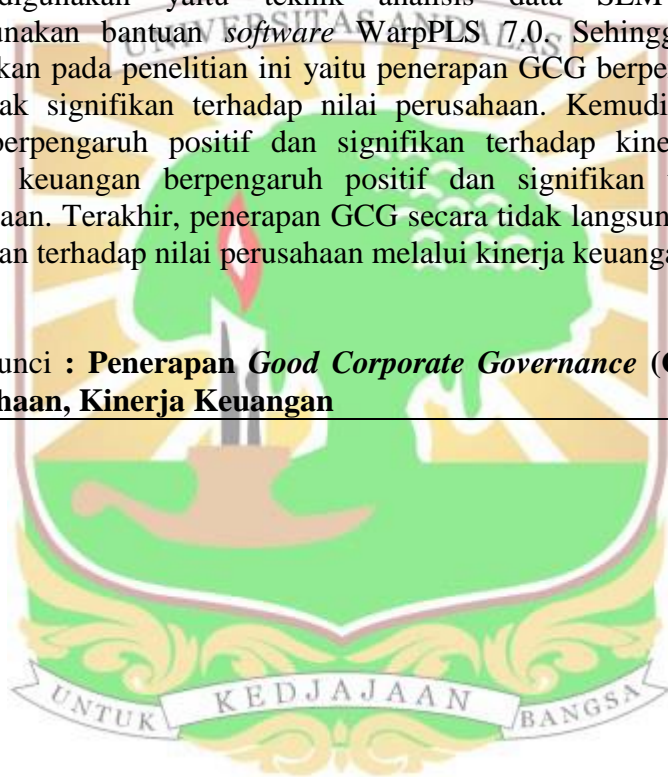 digunakan yaitu teknik analisis data SEM
unakan bantuan software WarpPLS 7.0. Sehingg
kan pada penelitian ini yaitu penerapan GCG berpe
ak signifikan terhadap nilai perusahaan. Kemudi
berpengaruh positif dan signifikan terhadap kine
keuangan berpengaruh positif dan signifikan
aan. Terakhir, penerapan GCG secara tidak langsun
an terhadap nilai perusahaan melalui kinerja keuanga
unci : Penerapan Good Corporate Governance (
haan, Kinerja Keuangan
UNIVERSITAS ANDALAS
UNTUK KEDJAJAAN BANGSA